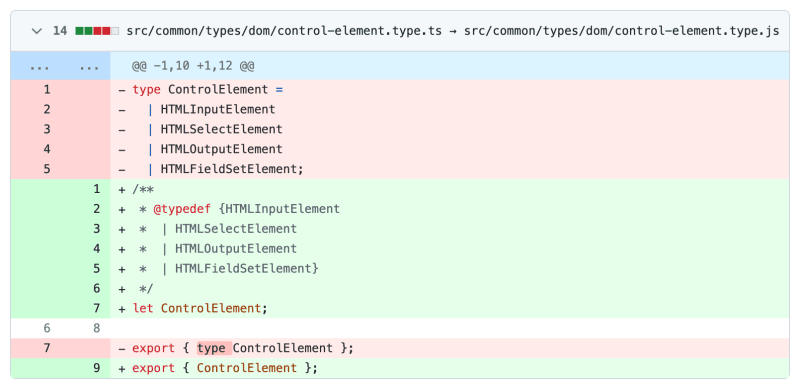 14 src/common/types/dom/control-element.type.ts → src/common/types/dom/control-element.type.js
... ... @@ -1,10 +1,12 @@
1 - type ControlElement =
2 -   | HTMLInputElement
3 -   | HTMLSelectElement
4 -   | HTMLOutputElement
5 -   | HTMLFieldSetElement;
1 + /**
2 +  * @typedef {HTMLInputElement
3 +  *  | HTMLSelectElement
4 +  *  | HTMLOutputElement
5 +  *  | HTMLFieldSetElement}
6 +  */
7 + let ControlElement;
6 8
7 - export { type ControlElement };
9 + export { ControlElement };